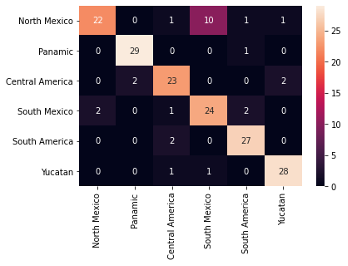 North Mexico 22 0 1 10 1 1
Panamic 0 29 0 0 1 0
Central America 0 2 23 0 0 2
South Mexico 2 0 1 24 2 0
South America 0 0 2 0 27 0
Yucatan 0 0 1 1 0 28
North Mexico
Panamic
Central America
South Mexico
South America
Yucatan
25
20
15
10
5
0